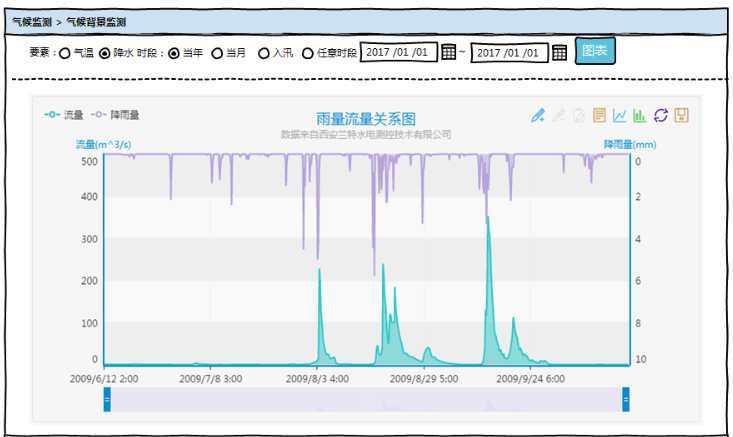 气候监测 > 气候背景监测
要素：气温 降水 时段：当年 当月 入汛 任意时段 2017 /01 /01 ~ 2017 /01 /01 图表
流量 降雨量
雨量流量关系图
数据来自西安兰特水电测控技术有限公司
流量(m^3/s) 降雨量(mm)
500 0
400 2
300 4
200 6
100 8
0 10
2009/6/12 2:00 2009/7/8 3:00 2009/8/3 4:00 2009/8/29 5:00 2009/9/24 6:00